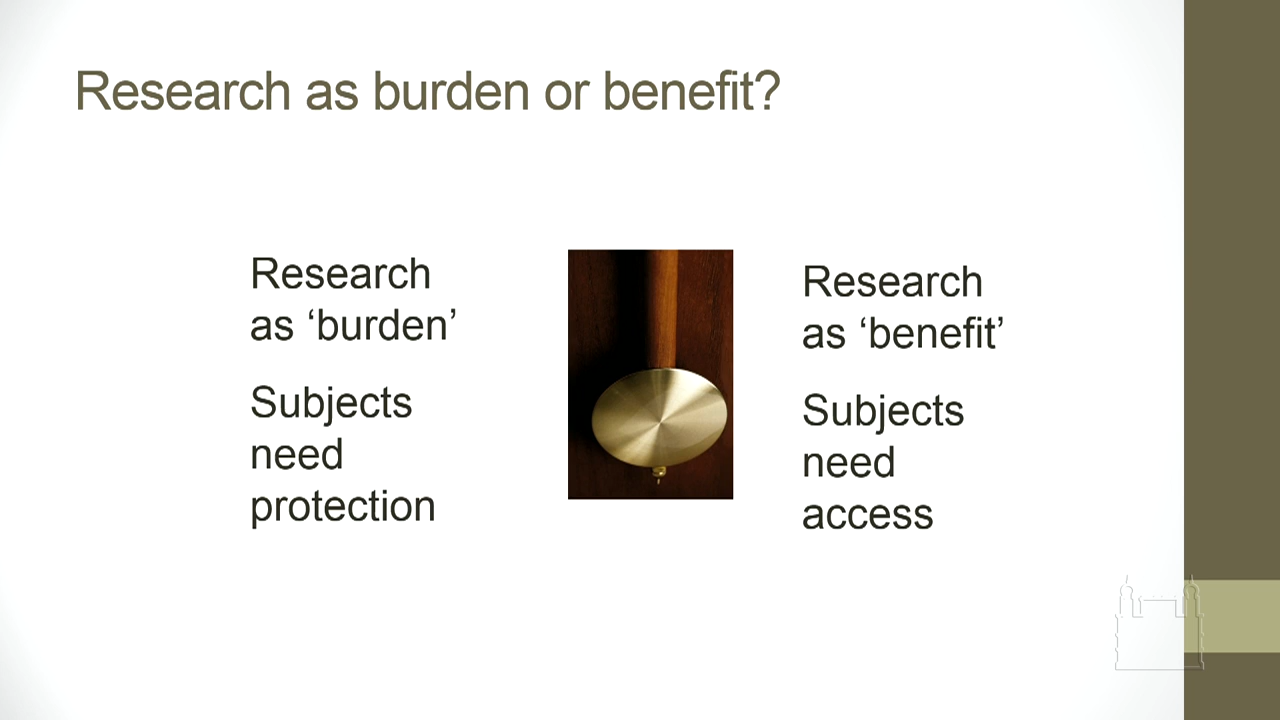 Research as burden or benefit?
Research
as ‘burden’
Subjects
need
protection
Research
as ‘benefit’
Subjects
need
access